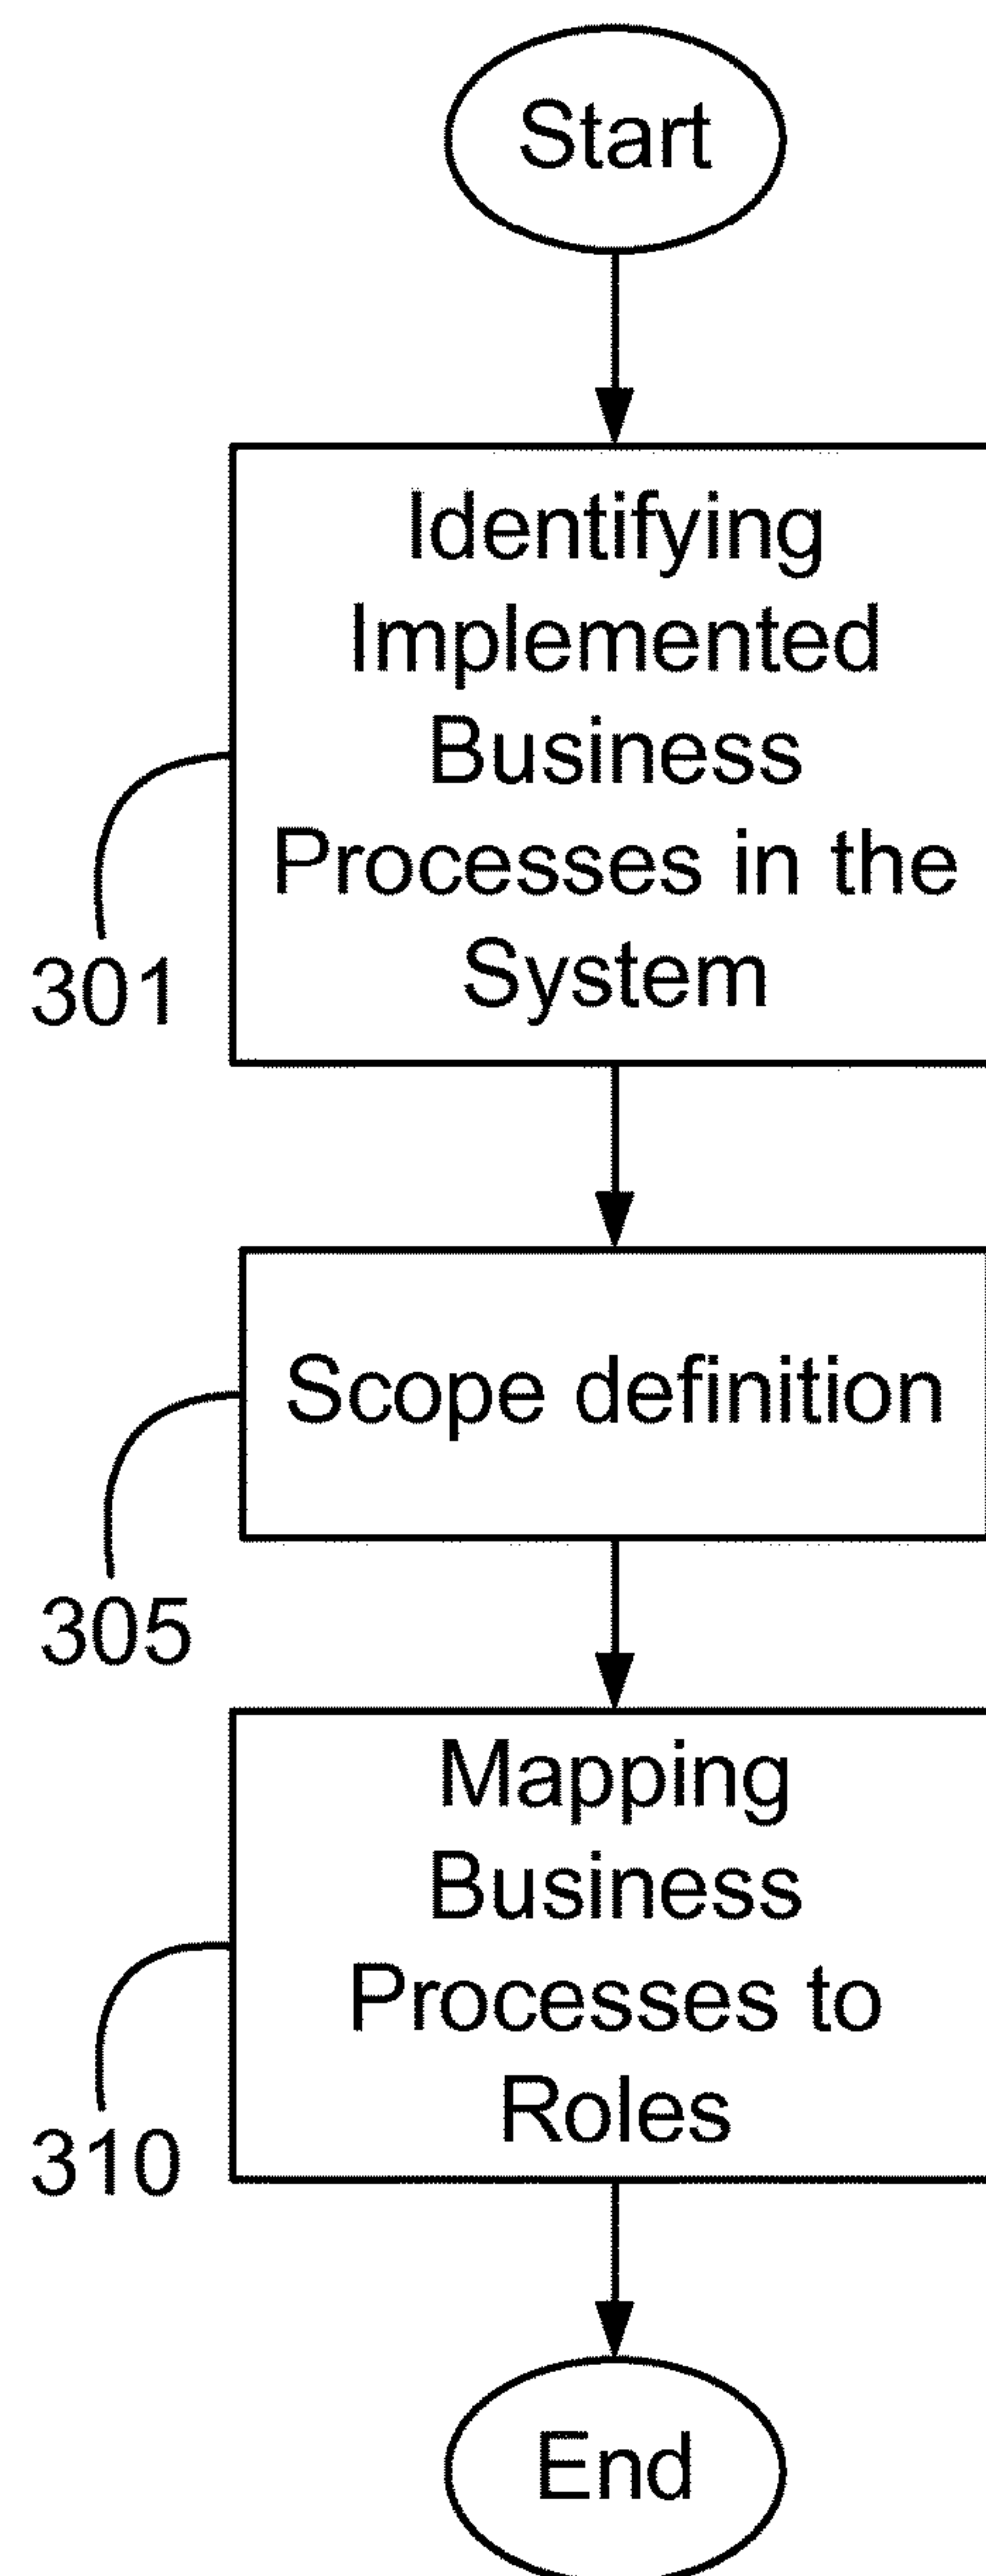 Start
Identifying
Implemented
Business
Processes in the
System
301
Scope definition
305
Mapping
Business
Processes to
Roles
310
End